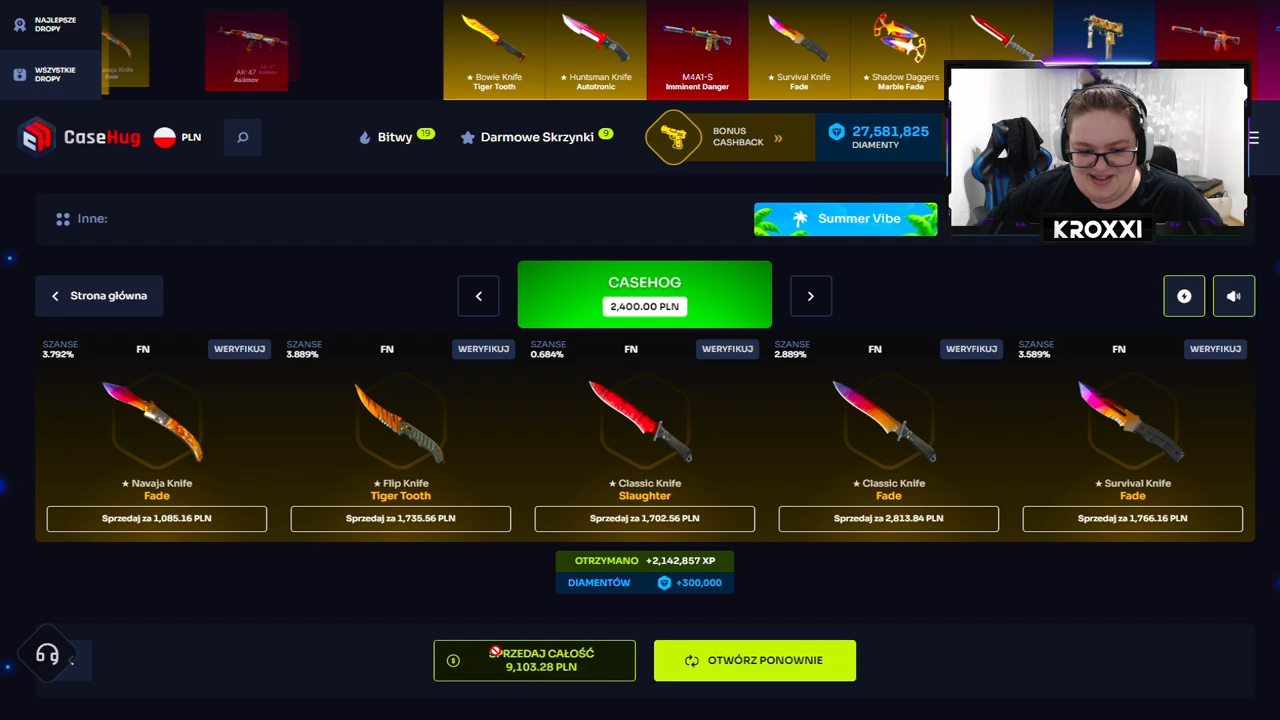 NAJLEPSZE
DROPY
WSZYSTKIE
DROPY
Fade
AK-47
Asiimov
★ Bowie Knife
Tiger Tooth
★ Huntsman Knife
Autotronic
M4A1-S
Imminent Danger
★ Survival Knife
Fade
★ Shadow Daggers
Marble Fade
CaseHug
PLN
Bitwy 19
Darmowe Skrzynki 9
BONUS
CASHBACK
27,581,825
DIAMENTY
KROXXI
Inne:
Summer Vibe
Strona główna
CASEHOG
2,400.00 PLN
SZANSE
3.792%
FN
WERYFIKUJ
★ Navaja Knife
Fade
Sprzedaj za 1,085.16 PLN
SZANSE
3.889%
FN
WERYFIKUJ
★ Flip Knife
Tiger Tooth
Sprzedaj za 1,735.56 PLN
SZANSE
0.684%
FN
WERYFIKUJ
★ Classic Knife
Slaughter
Sprzedaj za 1,702.56 PLN
SZANSE
2.889%
FN
WERYFIKUJ
★ Classic Knife
Fade
Sprzedaj za 2,813.84 PLN
SZANSE
3.589%
FN
WERYFIKUJ
★ Survival Knife
Fade
Sprzedaj za 1,766.16 PLN
OTRZYMANO +2,142,857 XP
DIAMENTÓW +300,000
SPRZEDAJ CAŁOŚĆ
9,103.28 PLN
OTWÓRZ PONOWNIE